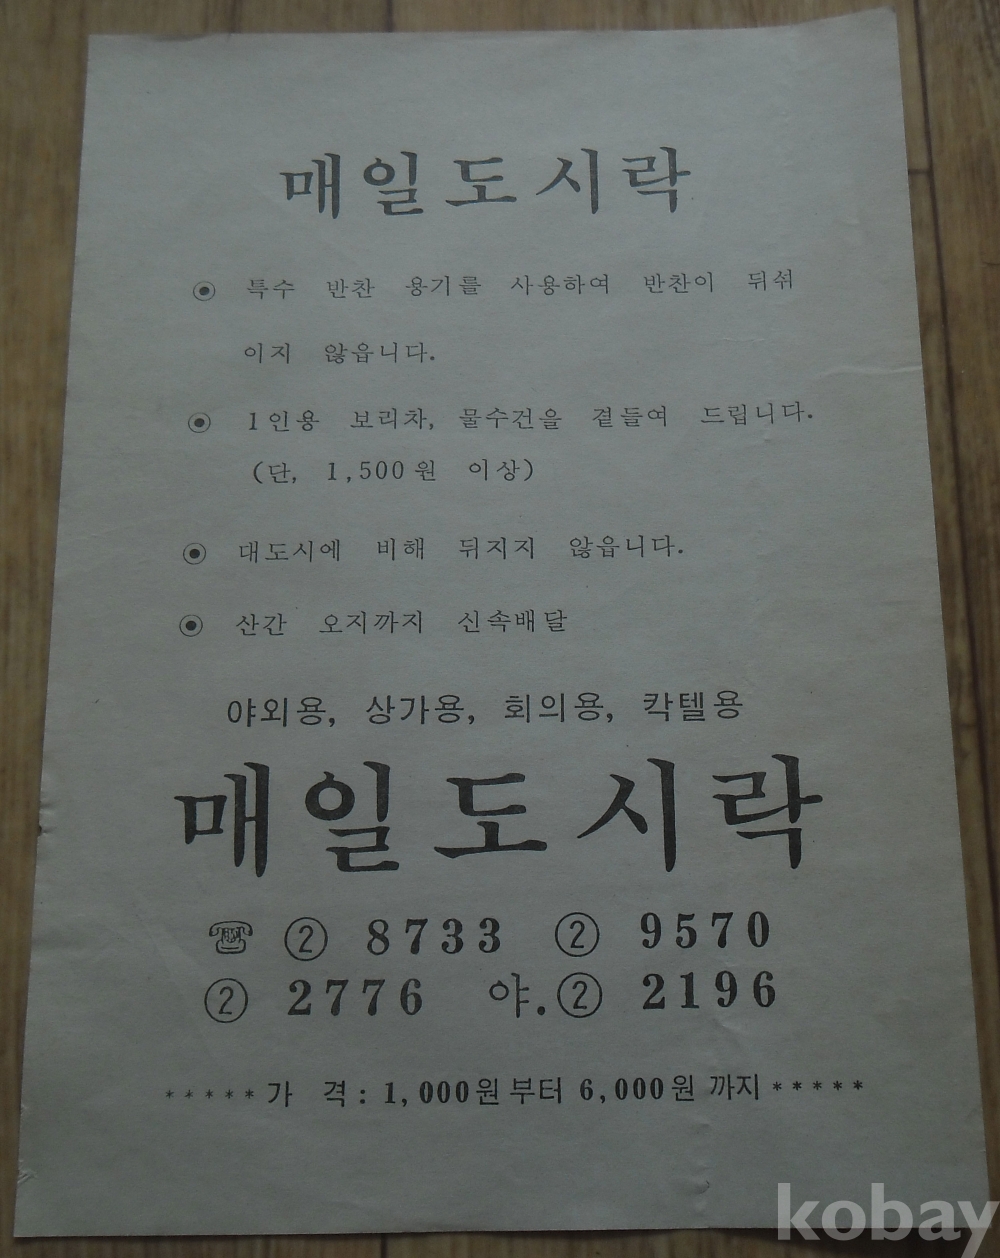 매일도시락
◉ 특수 반찬 용기를 사용하여 반찬이 뒤섞
이지 않읍니다.
◉ 1인용 보리차, 물수건을 곁들여 드립니다.
(단, 1,500원 이상)
◉ 대도시에 비해 뒤지지 않읍니다.
◉ 산간 오지까지 신속배달
야외용, 상가용, 회의용, 칵텔용
매일도시락
☎ ② 8733 ② 9570
② 2776 야.② 2196
*****가 격: 1,000원부터 6,000원 까지*****
kobay